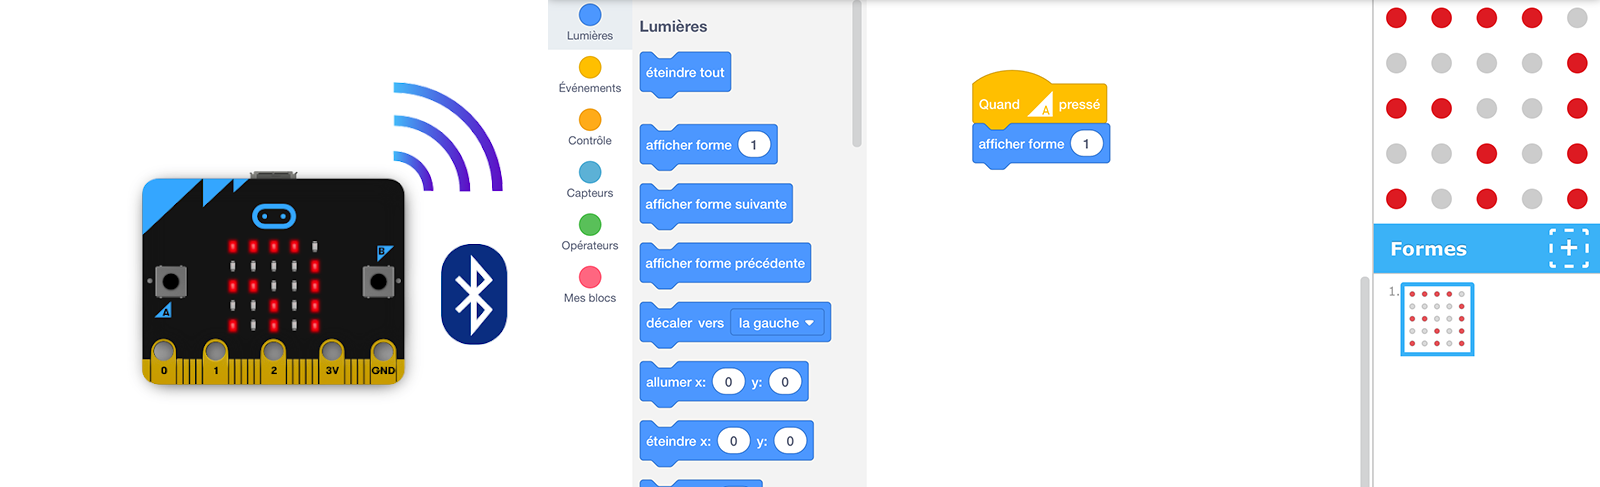 A
B
0
1
2
3V
GND
Lumières
Événements
Contrôle
Capteurs
Opérateurs
Mes blocs
Lumières
éteindre tout
afficher forme 1
afficher forme suivante
afficher forme précédente
décaler vers la gauche
allumer x: 0 y: 0
éteindre x: 0 y: 0
Quand A pressé
afficher forme 1
Formes
1.